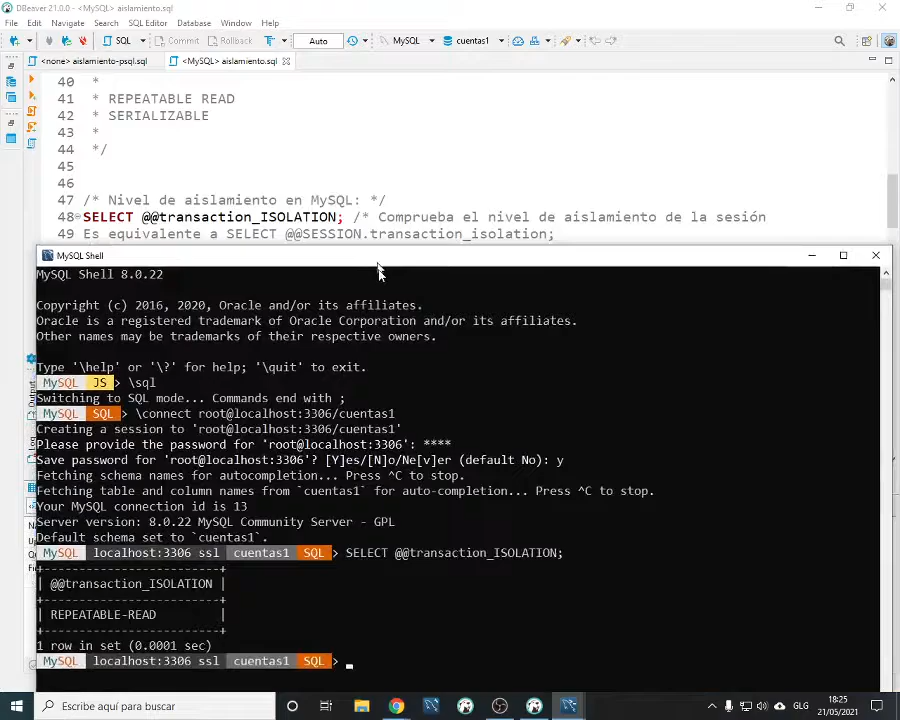 DBeaver 21.0.0 - <MySQL> aislamiento.sql
File Edit Navigate Search SQL Editor Database Window Help
SQL Commit Rollback Auto MySQL cuentas1
<none> aislamiento-psql.sql <MySQL> aislamiento.sql
40 *
41 * REPEATABLE READ
42 * SERIALIZABLE
43 *
44 */
45
46
47 /* Nivel de aislamiento en MySQL: */
48 SELECT @@transaction_ISOLATION; /* Comprueba el nivel de aislamiento de la sesión
49 Es equivalente a SELECT @@SESSION.transaction_isolation;
MySQL Shell
MySQL Shell 8.0.22
Copyright (c) 2016, 2020, Oracle and/or its affiliates.
Oracle is a registered trademark of Oracle Corporation and/or its affiliates.
Other names may be trademarks of their respective owners.
Type '\help' or '\?' for help; '\quit' to exit.
MySQL JS > \sql
Switching to SQL mode... Commands end with ;
MySQL SQL > \connect root@localhost:3306/cuentas1
Creating a session to 'root@localhost:3306/cuentas1'
Please provide the password for 'root@localhost:3306': ****
Save password for 'root@localhost:3306'? [Y]es/[N]o/Ne[v]er (default No): y
Fetching schema names for autocompletion... Press ^C to stop.
Fetching table and column names from `cuentas1` for auto-completion... Press ^C to stop.
Your MySQL connection id is 13
Server version: 8.0.22 MySQL Community Server - GPL
Default schema set to `cuentas1`.
MySQL localhost:3306 ssl cuentas1 SQL > SELECT @@transaction_ISOLATION;
+-------------------------+
| @@transaction_ISOLATION |
+-------------------------+
| REPEATABLE-READ |
+-------------------------+
1 row in set (0.0001 sec)
MySQL localhost:3306 ssl cuentas1 SQL > _
Escribe aquí para buscar
GLG
18:25
21/05/2021